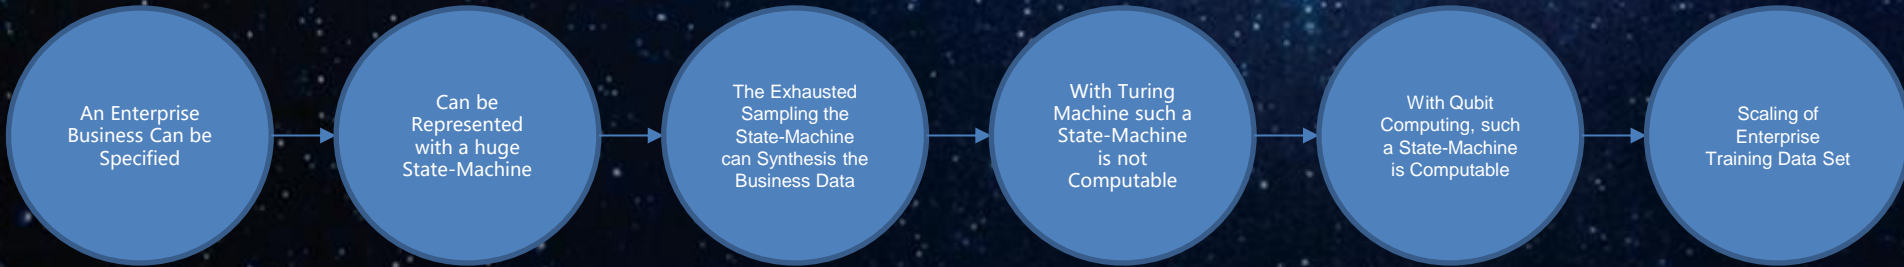 An Enterprise
Business Can be
Specified
Can be
Represented
with a huge
State-Machine
The Exhausted
Sampling the
State-Machine
can Synthesis the
Business Data
With Turing
Machine such a
State-Machine
is not
Computable
With Qubit
Computing, such
a State-Machine
is Computable
Scaling of
Enterprise
Training Data Set